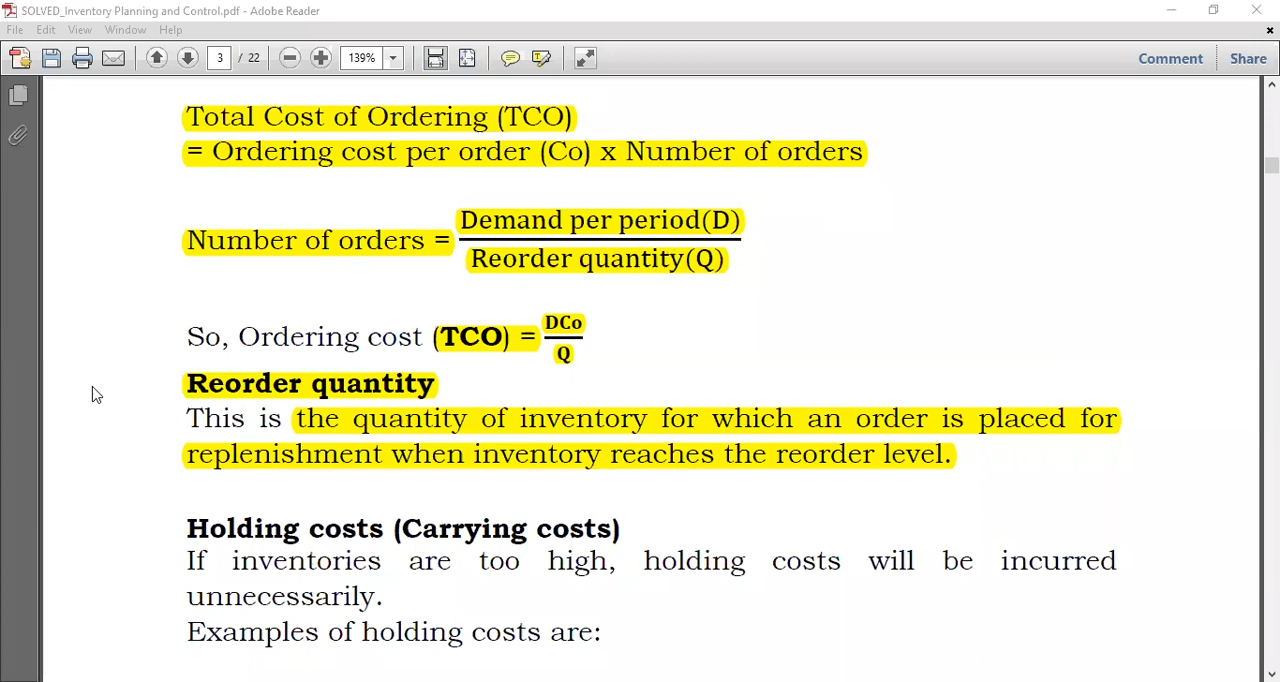 SOLVED_Inventory Planning and Control.pdf - Adobe Reader
File Edit View Window Help
3 / 22 139% Comment Share
Total Cost of Ordering (TCO)
= Ordering cost per order (Co) x Number of orders
Number of orders = Demand per period(D)
Reorder quantity(Q)
So, Ordering cost (TCO) = DCo
Q
Reorder quantity
This is the quantity of inventory for which an order is placed for
replenishment when inventory reaches the reorder level.
Holding costs (Carrying costs)
If inventories are too high, holding costs will be incurred
unnecessarily.
Examples of holding costs are: